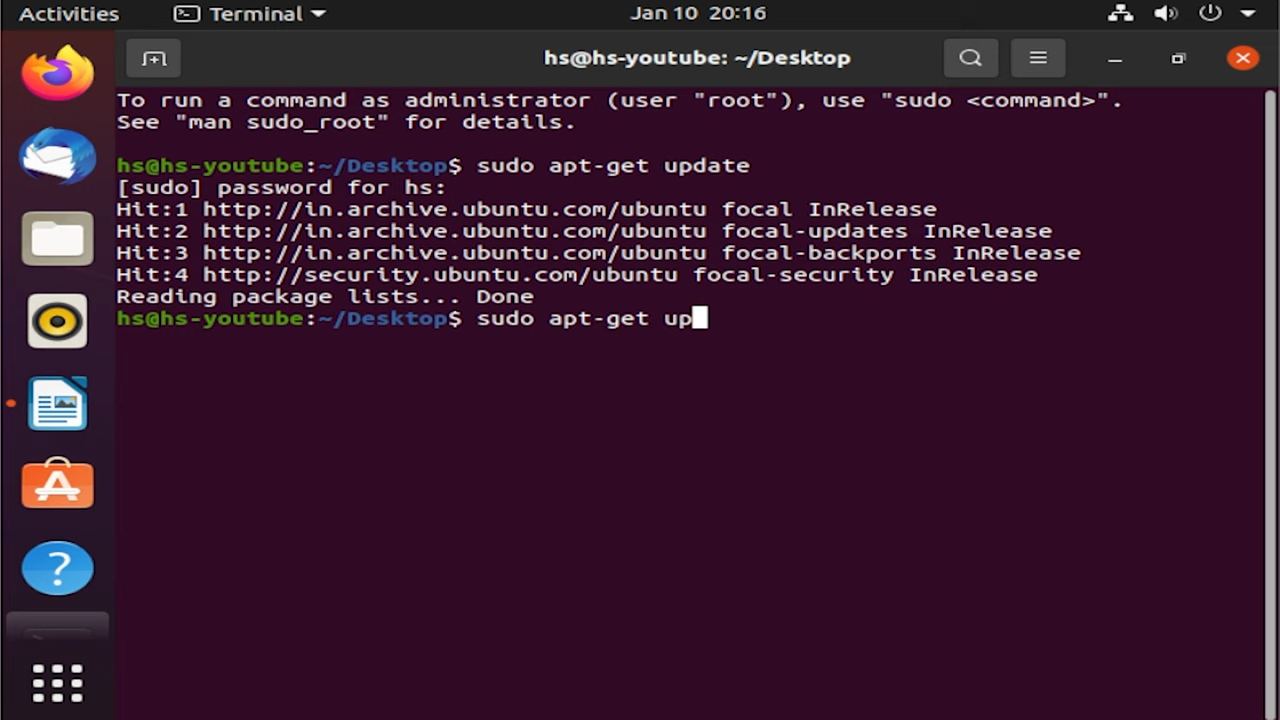 Activities Terminal Jan 10 20:16
hs@hs-youtube: ~/Desktop
To run a command as administrator (user "root"), use "sudo <command>".
See "man sudo_root" for details.
hs@hs-youtube:~/Desktop$ sudo apt-get update
[sudo] password for hs:
Hit:1 http://in.archive.ubuntu.com/ubuntu focal InRelease
Hit:2 http://in.archive.ubuntu.com/ubuntu focal-updates InRelease
Hit:3 http://in.archive.ubuntu.com/ubuntu focal-backports InRelease
Hit:4 http://security.ubuntu.com/ubuntu focal-security InRelease
Reading package lists... Done
hs@hs-youtube:~/Desktop$ sudo apt-get up